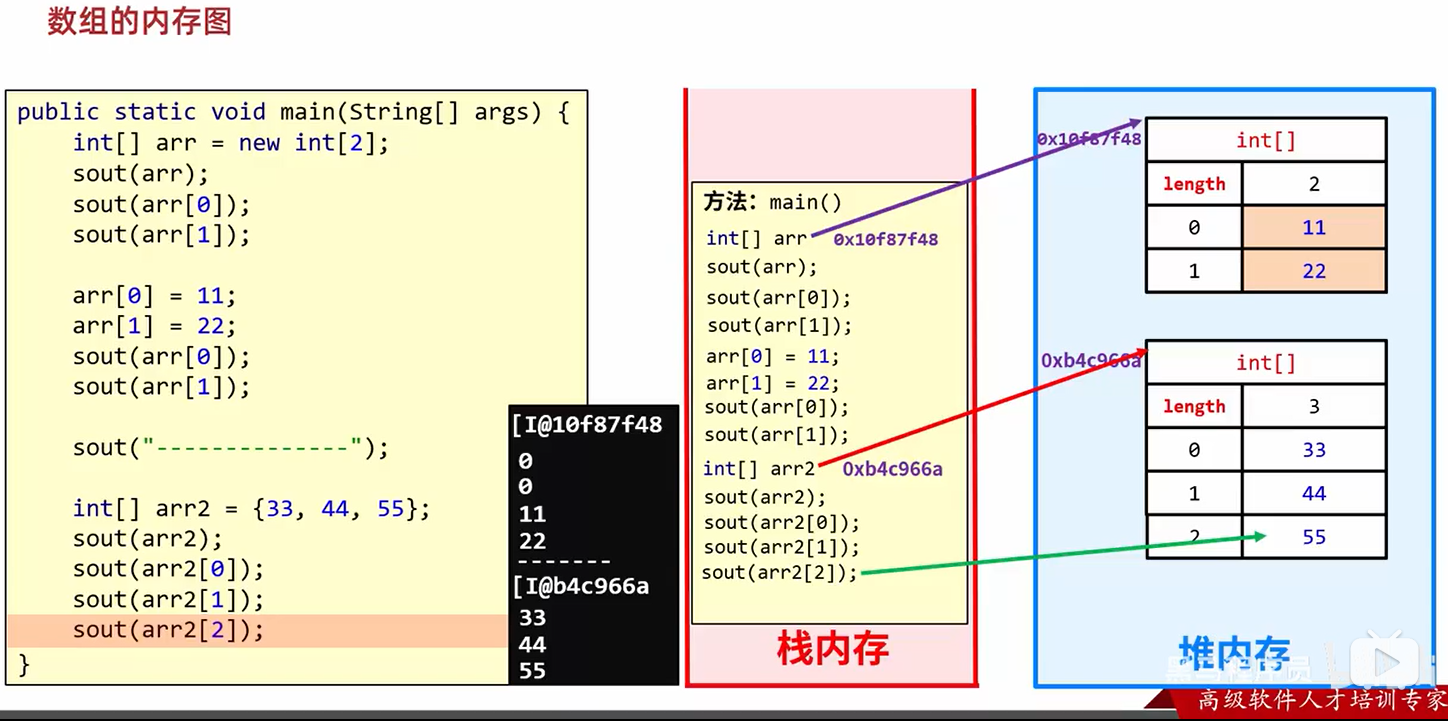 数组的内存图
public static void main(String[] args) {
int[] arr = new int[2];
sout(arr);
sout(arr[0]);
sout(arr[1]);
arr[0] = 11;
arr[1] = 22;
sout(arr[0]);
sout(arr[1]);
sout("--------------");
int[] arr2 = {33, 44, 55};
sout(arr2);
sout(arr2[0]);
sout(arr2[1]);
sout(arr2[2]);
}
[I@10f87f48
0
0
11
22
-------
[I@b4c966a
33
44
55
方法：main()
int[] arr 0x10f87f48
sout(arr);
sout(arr[0]);
sout(arr[1]);
arr[0] = 11;
arr[1] = 22;
sout(arr[0]);
sout(arr[1]);
int[] arr2 0xb4c966a
sout(arr2);
sout(arr2[0]);
sout(arr2[1]);
sout(arr2[2]);
栈内存
0x10f87f48
int[]
length 2
0 11
1 22
0xb4c966a
int[]
length 3
0 33
1 44
2 55
堆内存
黑马程序员
高级软件人才培训专家